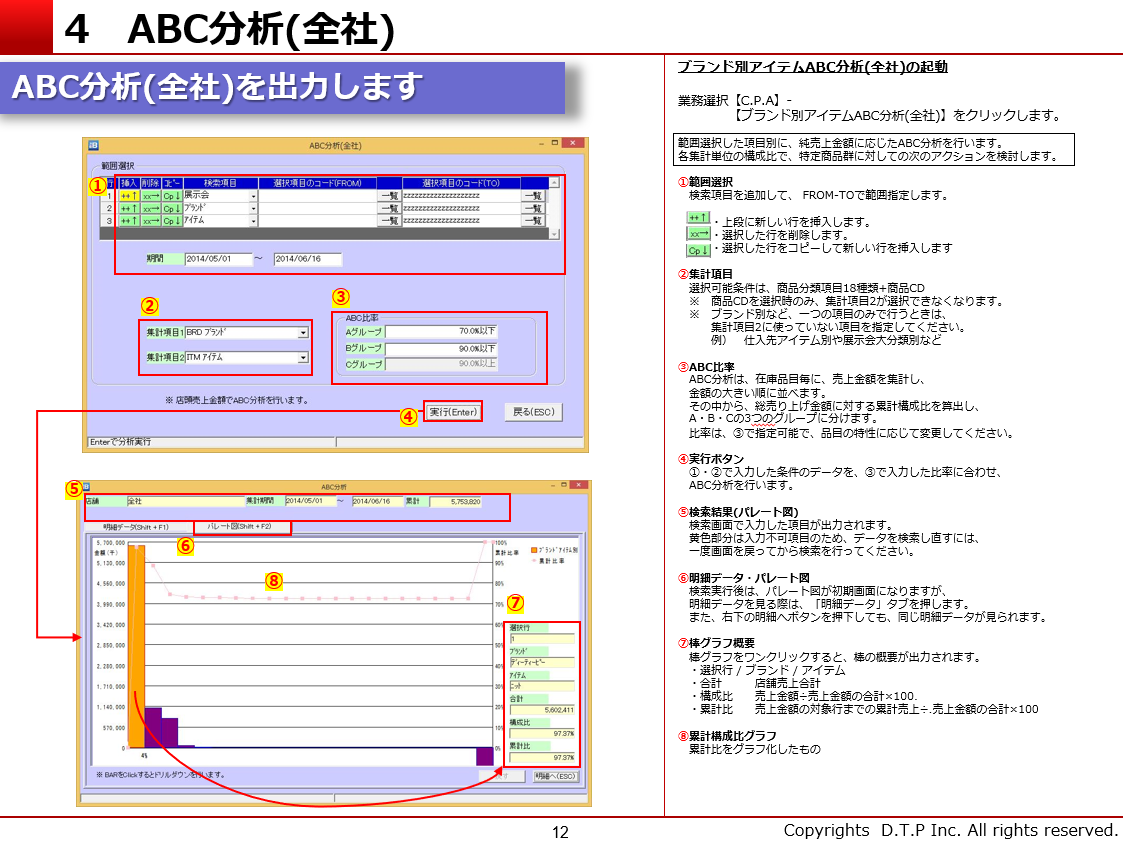 4 ABC分析(全社)
ABC分析(全社)を出力します
ABC分析(全社)
範囲選択
①
行 挿入 削除 コピー 検索項目 選択項目のコード(FROM) 選択項目のコード(TO)
1 ++↑ xx→ Cp↓ 展示会 一覧 zzzzzzzzzzzzzzzzzzzz 一覧
2 ++↑ xx→ Cp↓ ブランド 一覧 zzzzzzzzzzzzzzzzzzzz 一覧
3 ++↑ xx→ Cp↓ アイテム 一覧 zzzzzzzzzzzzzzzzzzzz 一覧
期間 2014/05/01 ～ 2014/06/16
②
集計項目1 BRD ブランド
集計項目2 ITM アイテム
③
ABC比率
Aグループ 70.0%以下
Bグループ 90.0%以下
Cグループ 90.0%以上
※ 店頭売上金額でABC分析を行います。
④ 実行(Enter) 戻る(ESC)
Enterで分析実行
ABC分析
⑤
店舗 全社 集計期間 2014/05/01 ～ 2014/06/16 累計 5,753,820
明細データ(Shift + F1) パレート図(Shift + F2)
⑥
5,700,000
金額(千)
5,130,000
4,560,000
3,990,000
3,420,000
2,850,000
2,280,000
1,710,000
1,140,000
570,000
0
4%
⑧
100%
累計比率
90%
80%
70%
60%
50%
40%
30%
20%
10%
0%
ブランドアイテム別
累計比率
⑦
選択行
1
ブランド
ディーティーピー
アイテム
ニット
合計
5,602,411
構成比
97.37%
累計比
97.37%
※ BARをClickするとドリルダウンを行います。
明細へ(ESC)
ブランド別アイテムABC分析(全社)の起動
業務選択【C.P.A】-
【ブランド別アイテムABC分析(全社)】をクリックします。
範囲選択した項目別に、純売上金額に応じたABC分析を行います。
各集計単位の構成比で、特定商品群に対しての次のアクションを検討します。
①範囲選択
検索項目を追加して、 FROM-TOで範囲指定します。
++↑ ・上段に新しい行を挿入します。
xx→ ・選択した行を削除します。
Cp↓ ・選択した行をコピーして新しい行を挿入します
②集計項目
選択可能条件は、商品分類項目18種類+商品CD
※ 商品CDを選択時のみ、集計項目2が選択できなくなります。
※ ブランド別など、一つの項目のみで行うときは、
集計項目2に使っていない項目を指定してください。
例） 仕入先アイテム別や展示会大分類別など
③ABC比率
ABC分析は、在庫品目毎に、売上金額を集計し、
金額の大きい順に並べます。
その中から、総売り上げ金額に対する累計構成比を算出し、
A・B・Cの3つのグループに分けます。
比率は、③で指定可能で、品目の特性に応じて変更してください。
④実行ボタン
①・②で入力した条件のデータを、③で入力した比率に合わせ、
ABC分析を行います。
⑤検索結果(パレート図)
検索画面で入力した項目が出力されます。
黄色部分は入力不可項目のため、データを検索し直すには、
一度画面を戻ってから検索を行ってください。
⑥明細データ・パレート図
検索実行後は、パレート図が初期画面になりますが、
明細データを見る際は、「明細データ」タブを押します。
また、右下の明細へボタンを押下しても、同じ明細データが見られます。
⑦棒グラフ概要
棒グラフをワンクリックすると、棒の概要が出力されます。
・選択行 / ブランド / アイテム
・合計 店舗売上合計
・構成比 売上金額÷売上金額の合計×100.
・累計比 売上金額の対象行までの累計売上÷.売上金額の合計×100
⑧累計構成比グラフ
累計比をグラフ化したもの
12
Copyrights D.T.P Inc. All rights reserved.